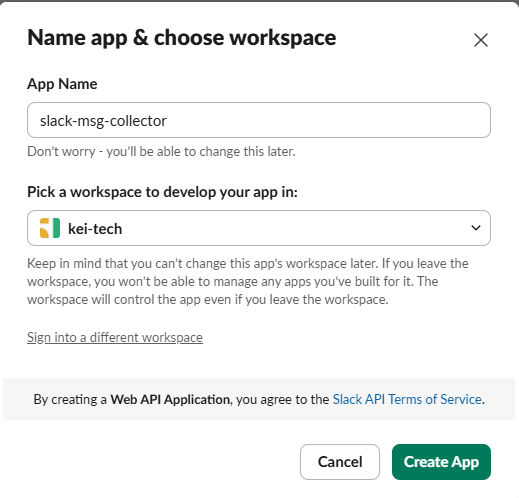 Name app & choose workspace
App Name
slack-msg-collector
Don't worry - you'll be able to change this later.
Pick a workspace to develop your app in:
kei-tech
Keep in mind that you can't change this app's workspace later. If you leave the
workspace, you won't be able to manage any apps you've built for it. The
workspace will control the app even if you leave the workspace.
Sign into a different workspace
By creating a Web API Application, you agree to the Slack API Terms of Service.
Cancel
Create App